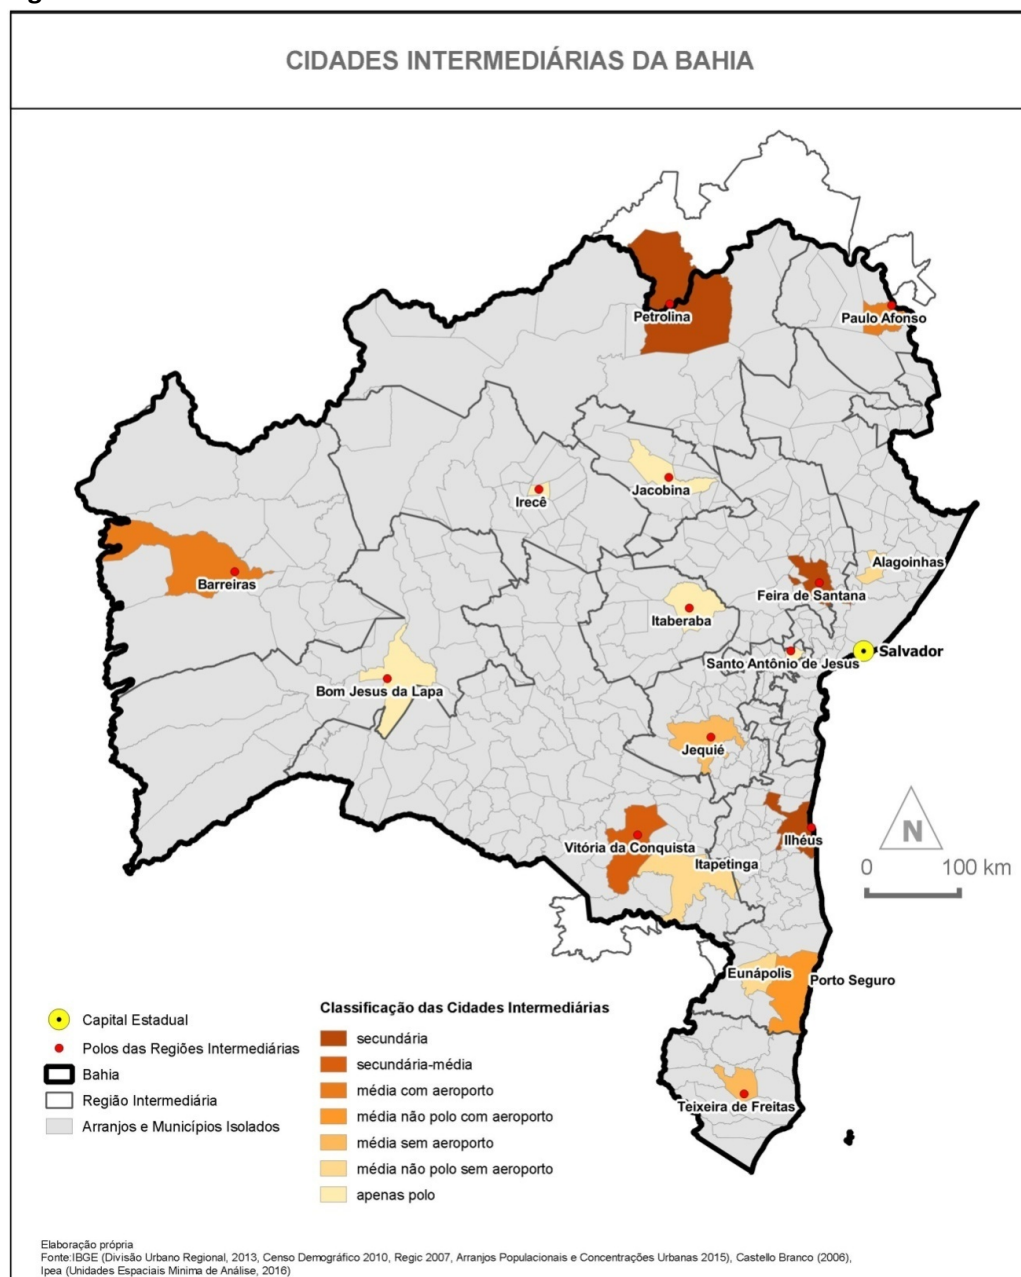 CIDADES INTERMEDIÁRIAS DA BAHIA
Petrolina
Paulo Afonso
Jacobina
Irecê
Alagoinhas
Barreiras
Feira de Santana
Itaberaba
Salvador
Santo Antônio de Jesus
Bom Jesus da Lapa
Jequié
N
Ilhéus
Vitória da Conquista
Itapetinga
0 100 km
Eunápolis
Porto Seguro
Teixeira de Freitas
Capital Estadual
Polos das Regiões Intermediárias
Bahia
Região Intermediária
Arranjos e Municípios Isolados
Classificação das Cidades Intermediárias
secundária
secundária-média
média com aeroporto
média não polo com aeroporto
média sem aeroporto
média não polo sem aeroporto
apenas polo
Elaboração própria
Fonte:IBGE (Divisão Urbano Regional, 2013, Censo Demográfico 2010, Regic 2007, Arranjos Populacionais e Concentrações Urbanas 2015), Castello Branco (2006),
Ipea (Unidades Espaciais Minima de Análise, 2016)